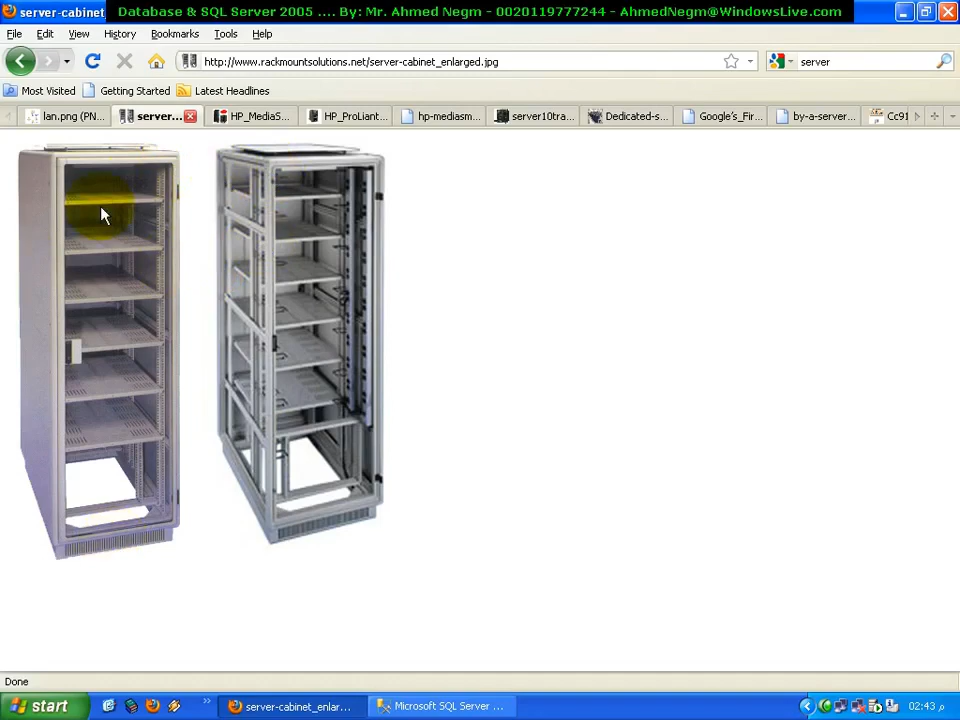 server-cabinet
Database & SQL Server 2005 .... By: Mr. Ahmed Negm - 0020119777244 - AhmedNegm@WindowsLive.com
File Edit View History Bookmarks Tools Help
http://www.rackmountsolutions.net/server-cabinet_enlarged.jpg
server
Most Visited Getting Started Latest Headlines
lan.png (PN... server... HP_MediaS... HP_ProLiant... hp-mediasm... server10tra... Dedicated-s... Google's_Fir... by-a-server... Cc91
Done
start server-cabinet_enlar... Microsoft SQL Server ... 02:43 م